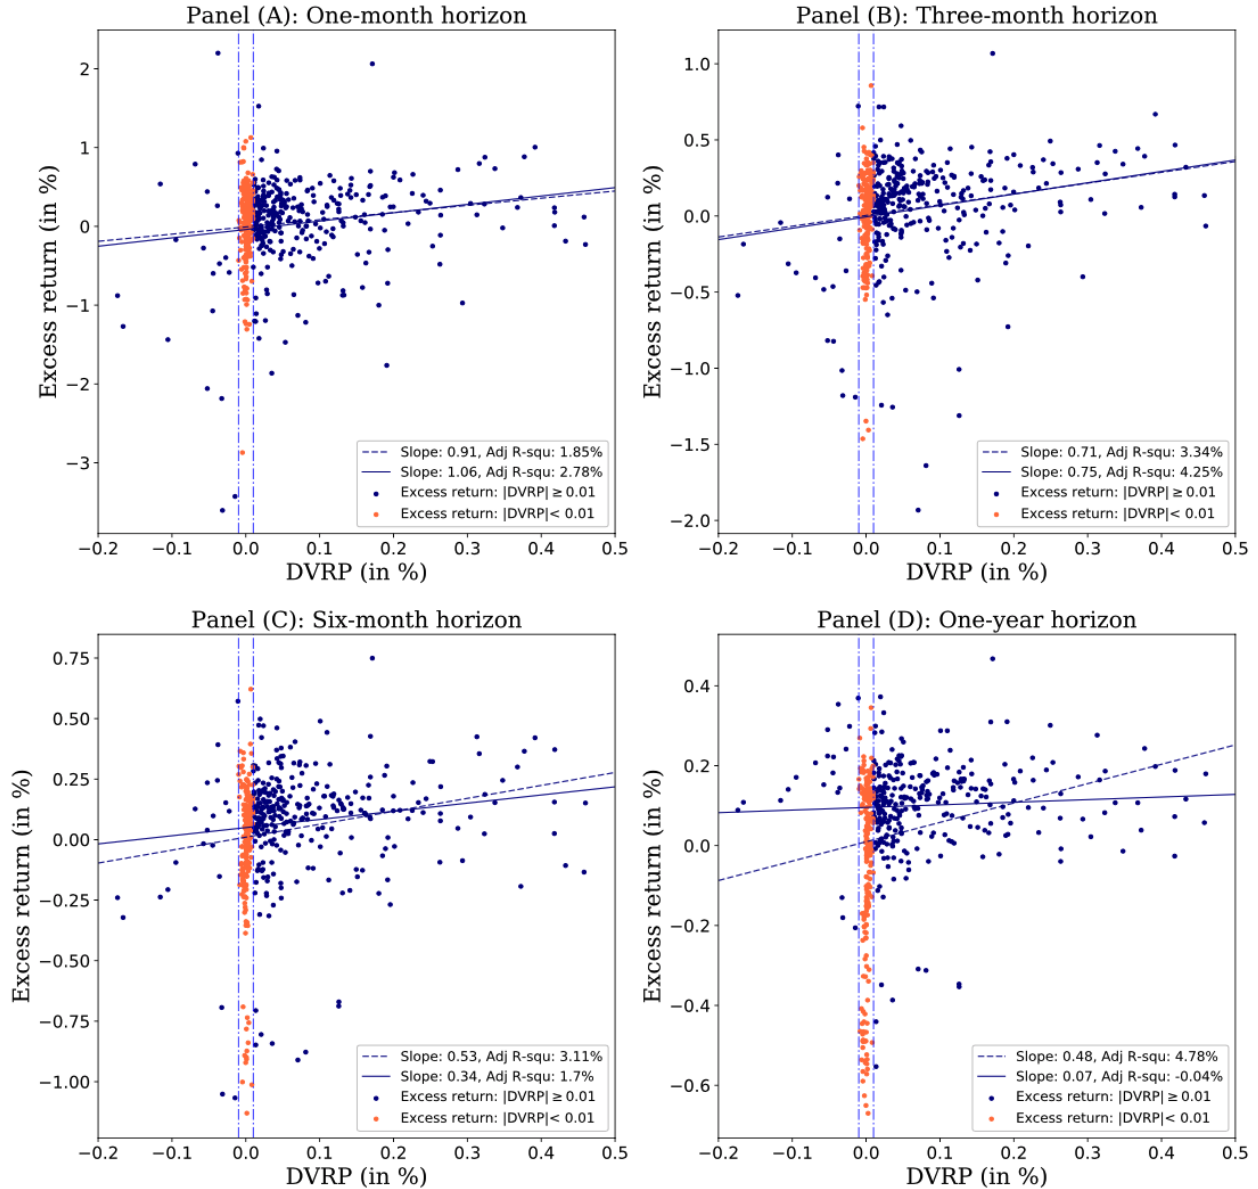 Panel (A): One-month horizon
Excess return (in %)
2
1
0
−1
−2
−3
Slope: 0.91, Adj R-squ: 1.85%
Slope: 1.06, Adj R-squ: 2.78%
Excess return: |DVRP| ≥ 0.01
Excess return: |DVRP| < 0.01
−0.2 −0.1 0.0 0.1 0.2 0.3 0.4 0.5
DVRP (in %)
Panel (B): Three-month horizon
Excess return (in %)
1.0
0.5
0.0
−0.5
−1.0
−1.5
−2.0
Slope: 0.71, Adj R-squ: 3.34%
Slope: 0.75, Adj R-squ: 4.25%
Excess return: |DVRP| ≥ 0.01
Excess return: |DVRP| < 0.01
−0.2 −0.1 0.0 0.1 0.2 0.3 0.4 0.5
DVRP (in %)
Panel (C): Six-month horizon
Excess return (in %)
0.75
0.50
0.25
0.00
−0.25
−0.50
−0.75
−1.00
Slope: 0.53, Adj R-squ: 3.11%
Slope: 0.34, Adj R-squ: 1.7%
Excess return: |DVRP| ≥ 0.01
Excess return: |DVRP| < 0.01
−0.2 −0.1 0.0 0.1 0.2 0.3 0.4 0.5
DVRP (in %)
Panel (D): One-year horizon
Excess return (in %)
0.4
0.2
0.0
−0.2
−0.4
−0.6
Slope: 0.48, Adj R-squ: 4.78%
Slope: 0.07, Adj R-squ: -0.04%
Excess return: |DVRP| ≥ 0.01
Excess return: |DVRP| < 0.01
−0.2 −0.1 0.0 0.1 0.2 0.3 0.4 0.5
DVRP (in %)